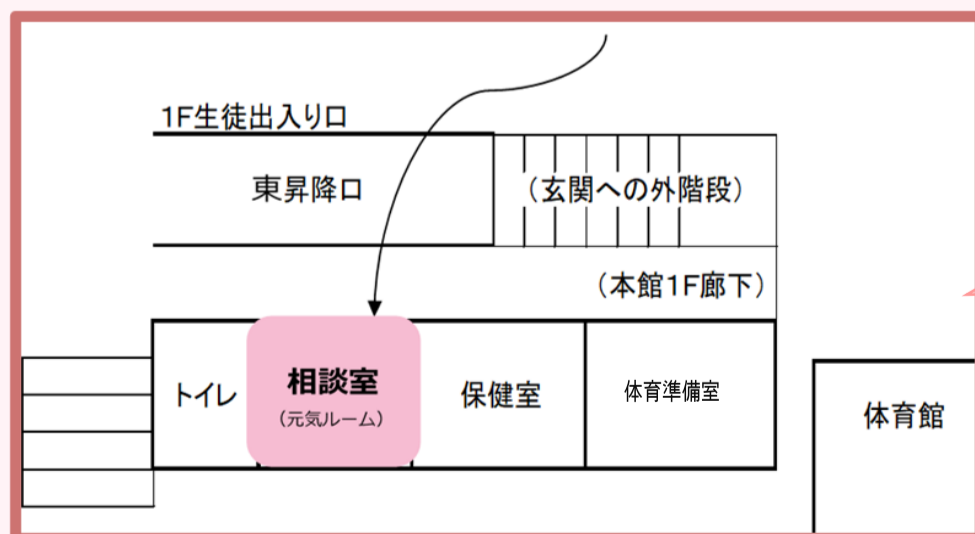 1F生徒出入り口
東昇降口
（玄関への外階段）
（本館1F廊下）
トイレ
相談室
（元気ルーム）
保健室
体育準備室
体育館